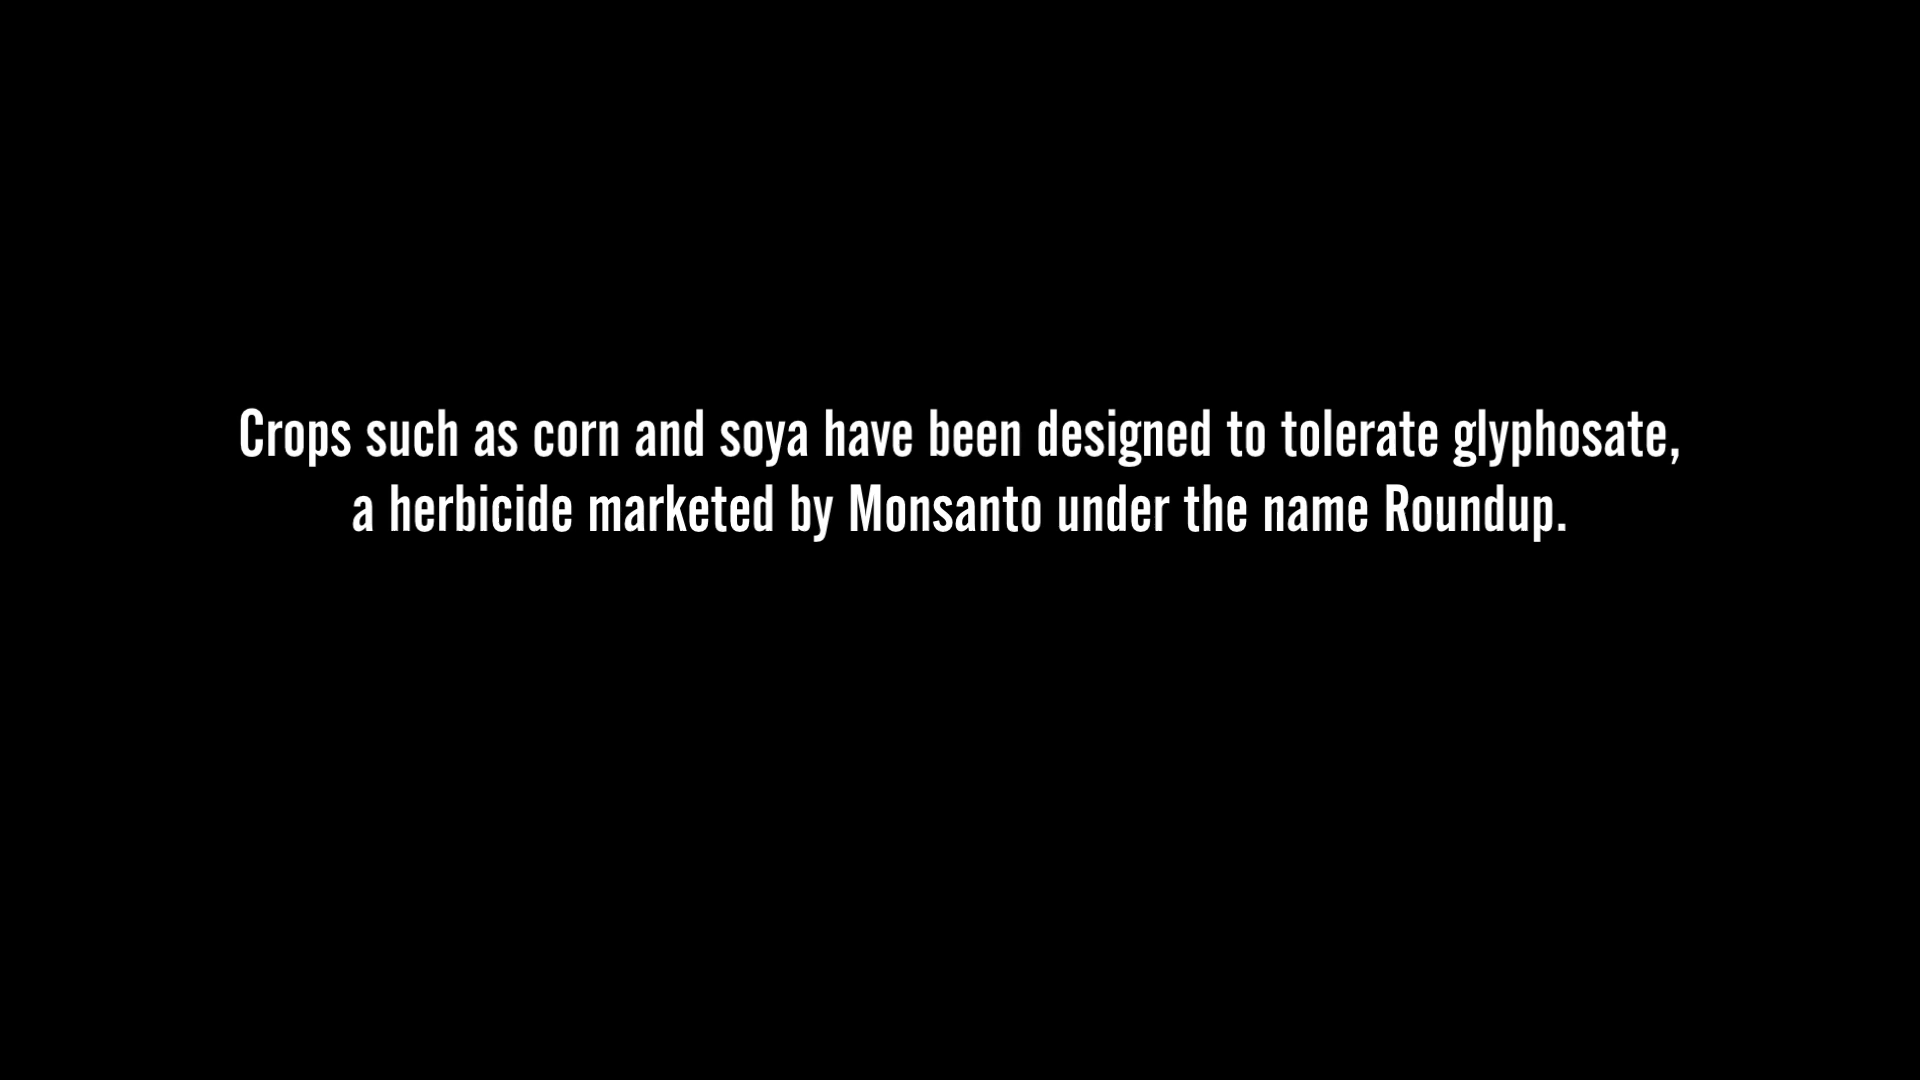 Crops such as corn and soya have been designed to tolerate glyphosate,
a herbicide marketed by Monsanto under the name Roundup.